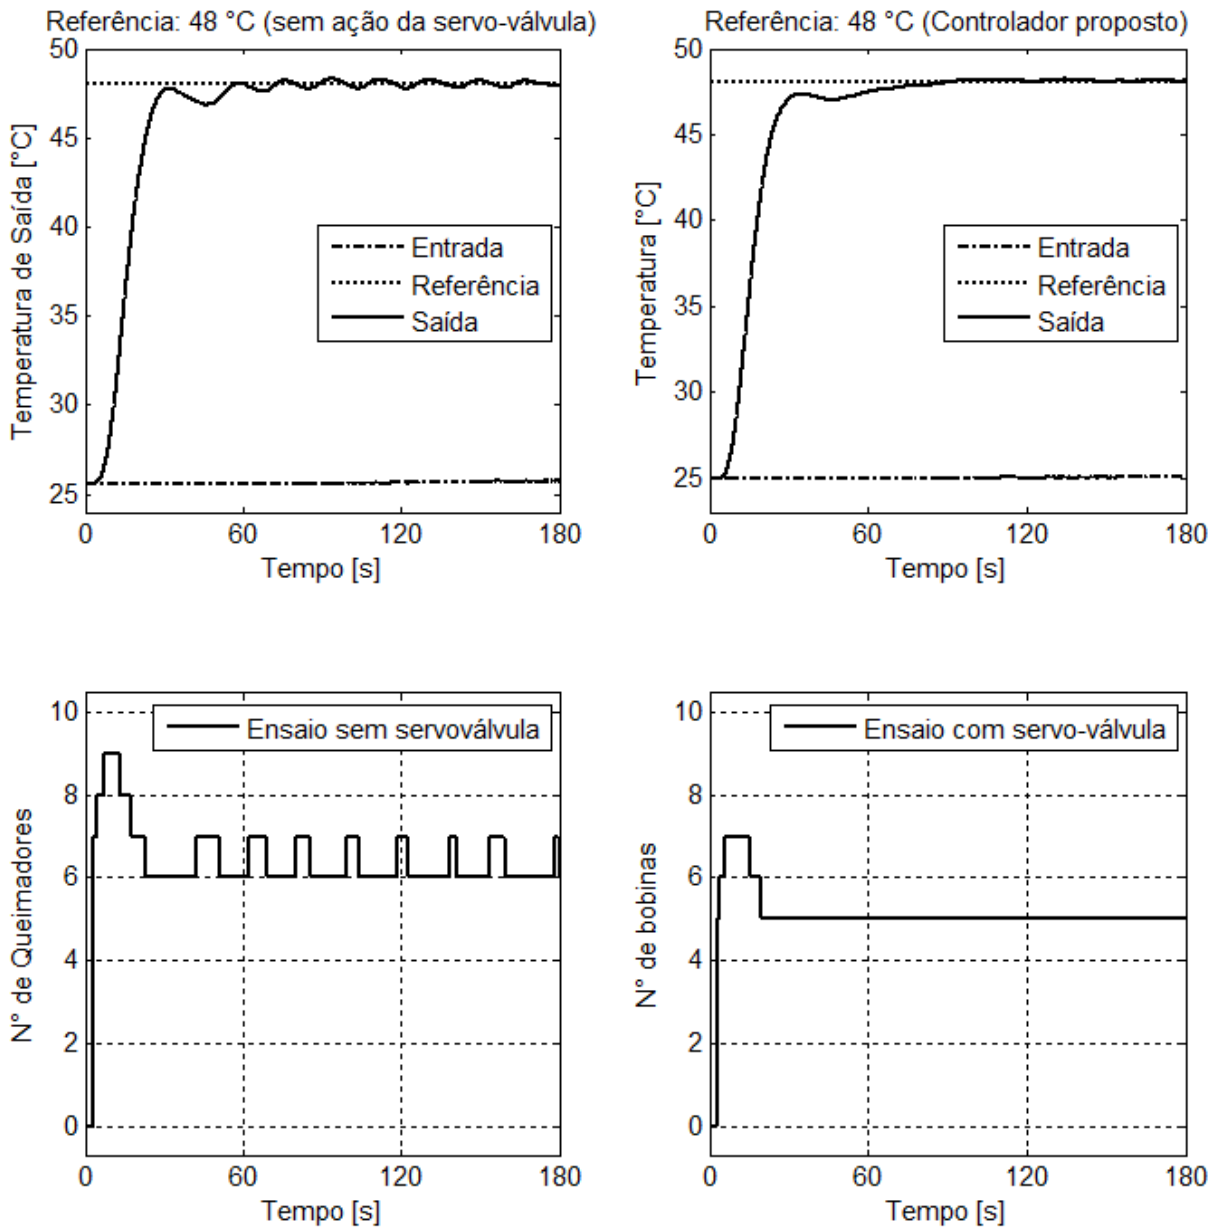 Referência: 48 °C (sem ação da servo-válvula)
50
45
40
35
30
25
Temperatura de Saída [°C]
Entrada
Referência
Saída
0 60 120 180
Tempo [s]
Referência: 48 °C (Controlador proposto)
50
45
40
35
30
25
Temperatura [°C]
Entrada
Referência
Saída
0 60 120 180
Tempo [s]
10
8
6
4
2
0
N° de Queimadores
Ensaio sem servoválvula
0 60 120 180
Tempo [s]
10
8
6
4
2
0
N° de bobinas
Ensaio com servo-válvula
0 60 120 180
Tempo [s]